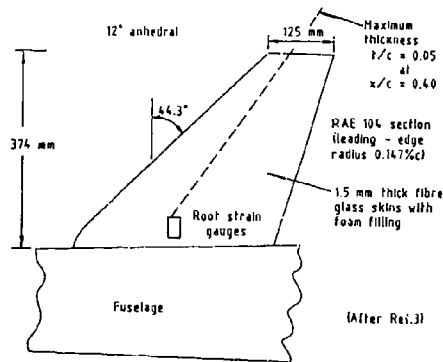 12° anhedral
125 mm
Maximum
thickness
t/c = 0.05
at
x/c = 0.40
44.3°
374 mm
RAE 104 section
(leading - edge
radius 0.147%c)
1.5 mm thick fibre
glass skins with
foam filling
Root strain
gauges
Fuselage
(After Ref.3)